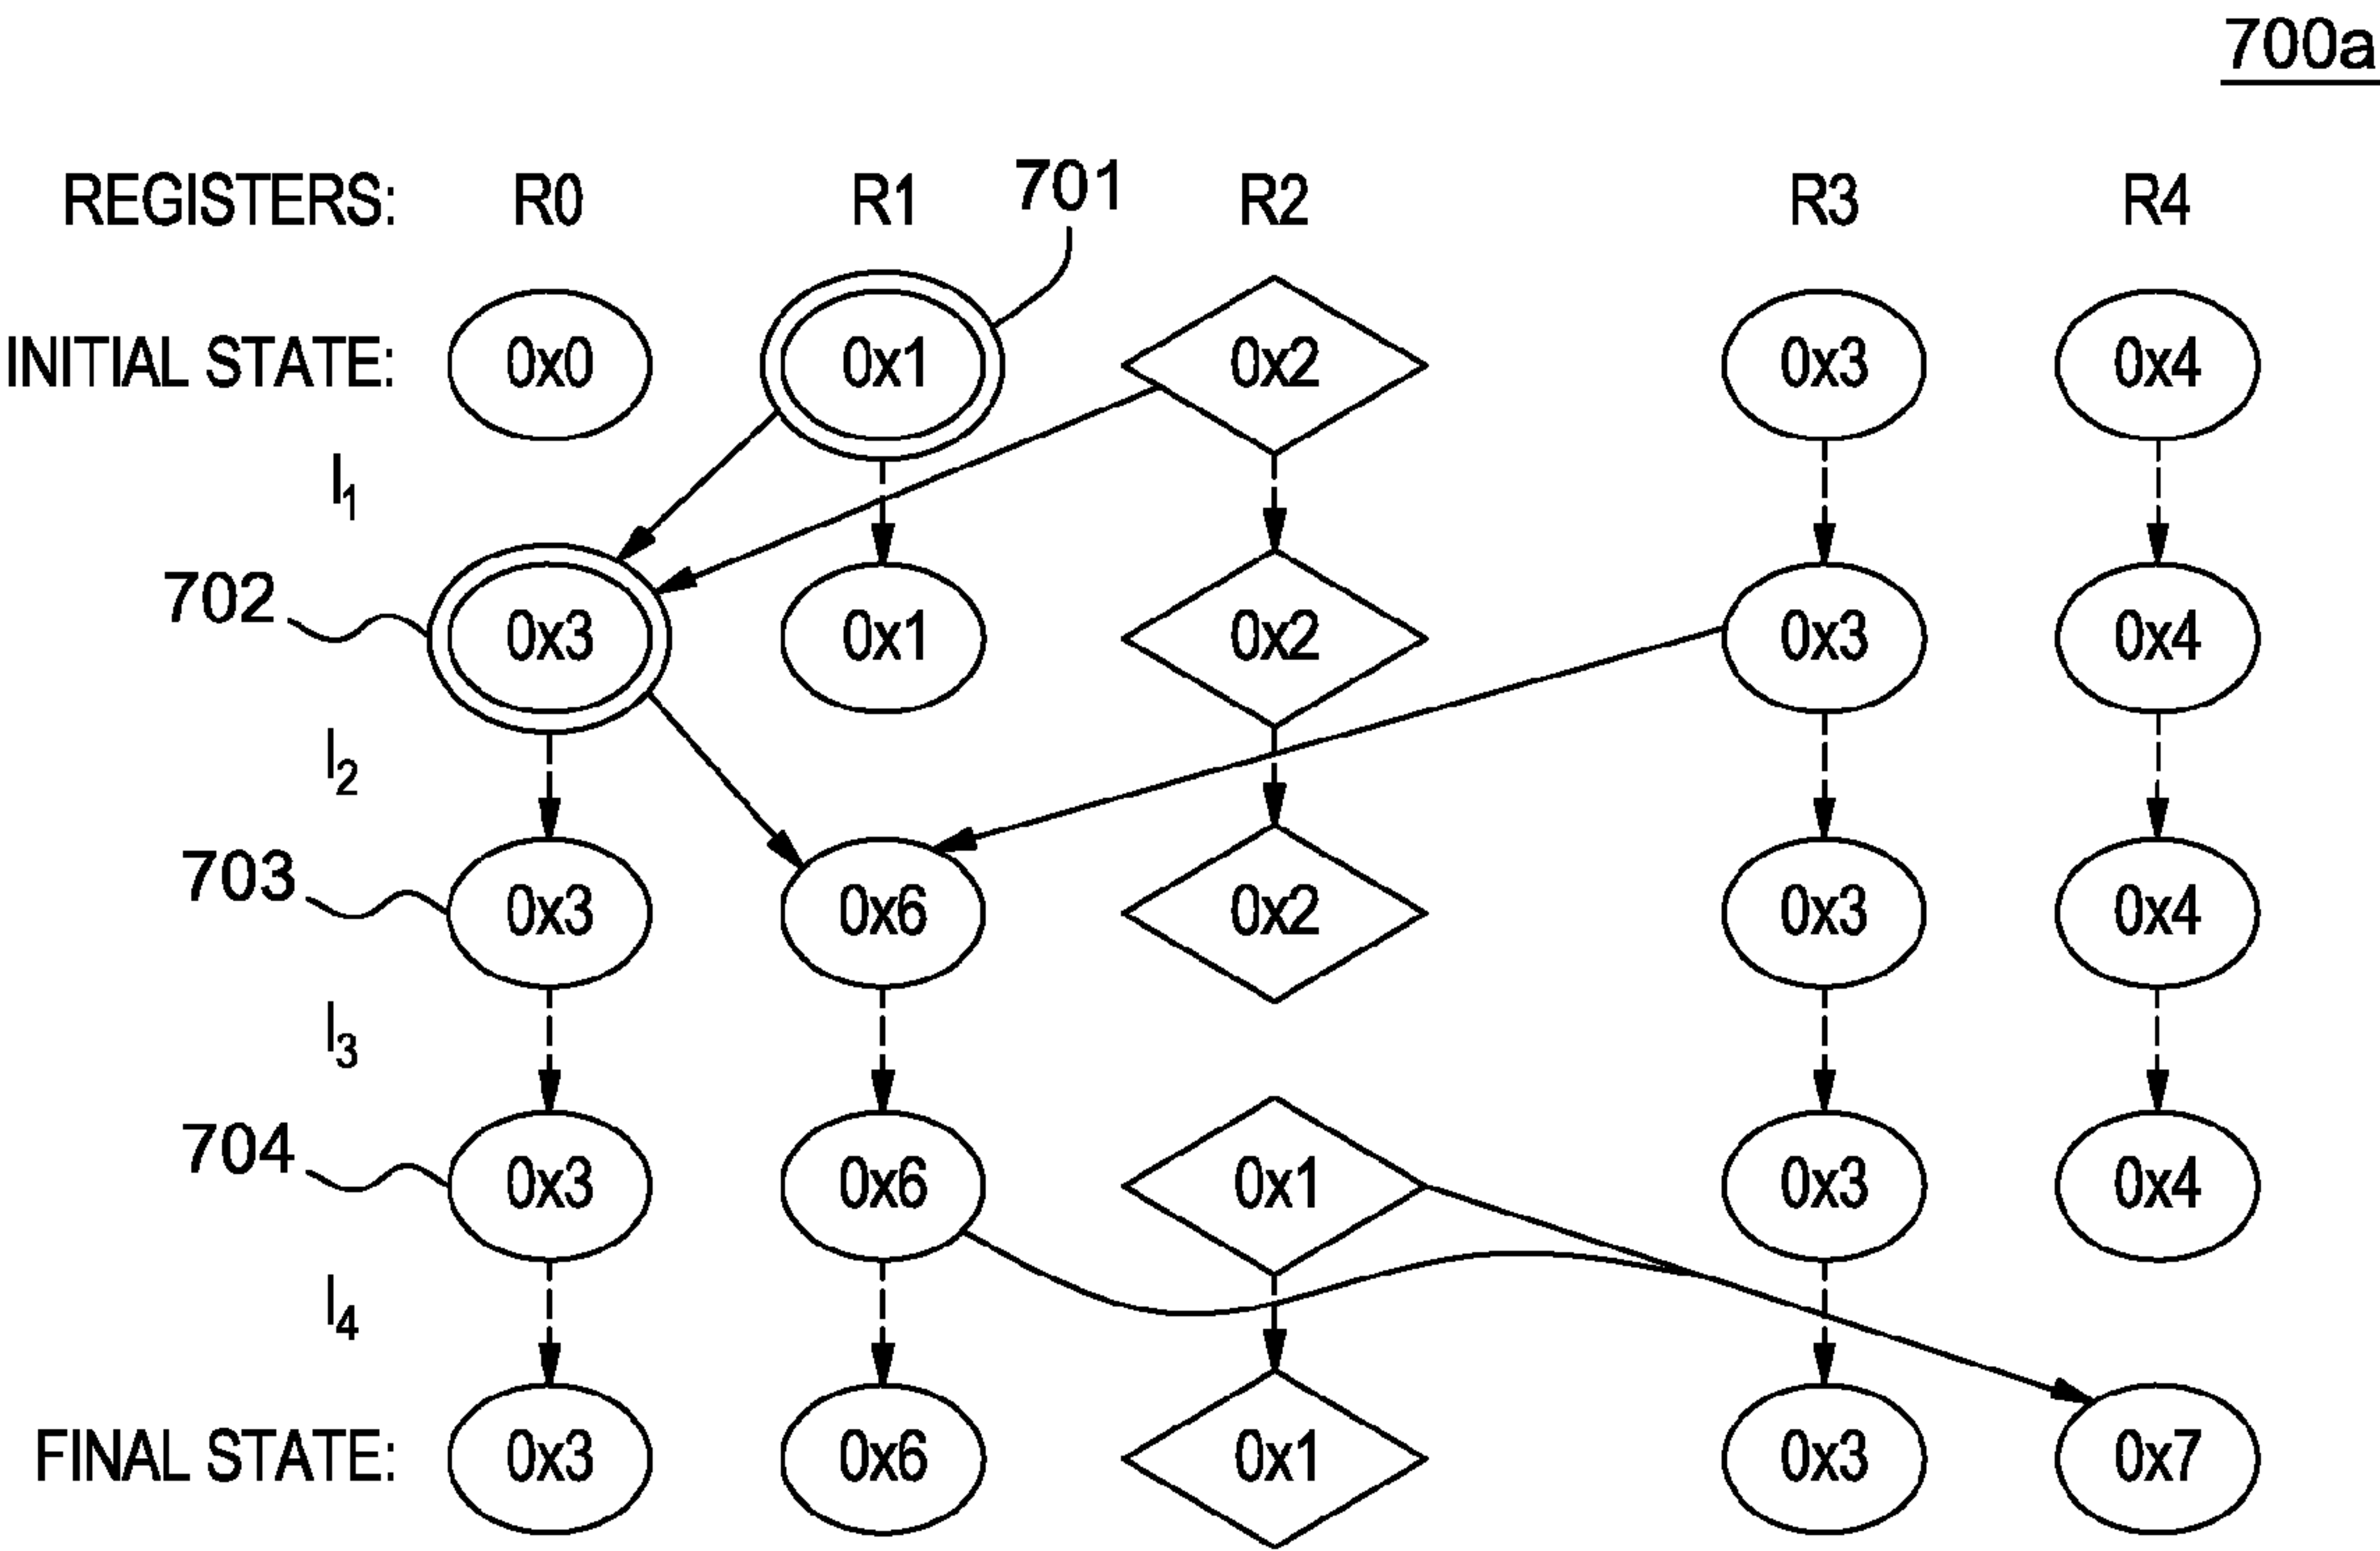 700a
REGISTERS: R0 R1 701 R2 R3 R4
INITIAL STATE: 0x0 0x1 0x2 0x3 0x4
I1
702 0x3 0x1 0x2 0x3 0x4
I2
703 0x3 0x6 0x2 0x3 0x4
I3
704 0x3 0x6 0x1 0x3 0x4
I4
FINAL STATE: 0x3 0x6 0x1 0x3 0x7